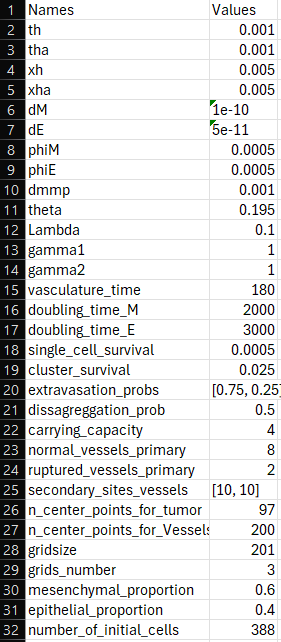 1 Names Values
2 th 0.001
3 tha 0.001
4 xh 0.005
5 xha 0.005
6 dM 1e-10
7 dE 5e-11
8 phiM 0.0005
9 phiE 0.0005
10 dmmp 0.001
11 theta 0.195
12 Lambda 0.1
13 gamma1 1
14 gamma2 1
15 vasculature_time 180
16 doubling_time_M 2000
17 doubling_time_E 3000
18 single_cell_survival 0.0005
19 cluster_survival 0.025
20 extravasation_probs [0.75, 0.25]
21 dissagreggation_prob 0.5
22 carrying_capacity 4
23 normal_vessels_primary 8
24 ruptured_vessels_primary 2
25 secondary_sites_vessels [10, 10]
26 n_center_points_for_tumor 97
27 n_center_points_for_Vessels 200
28 gridsize 201
29 grids_number 3
30 mesenchymal_proportion 0.6
31 epithelial_proportion 0.4
32 number_of_initial_cells 388